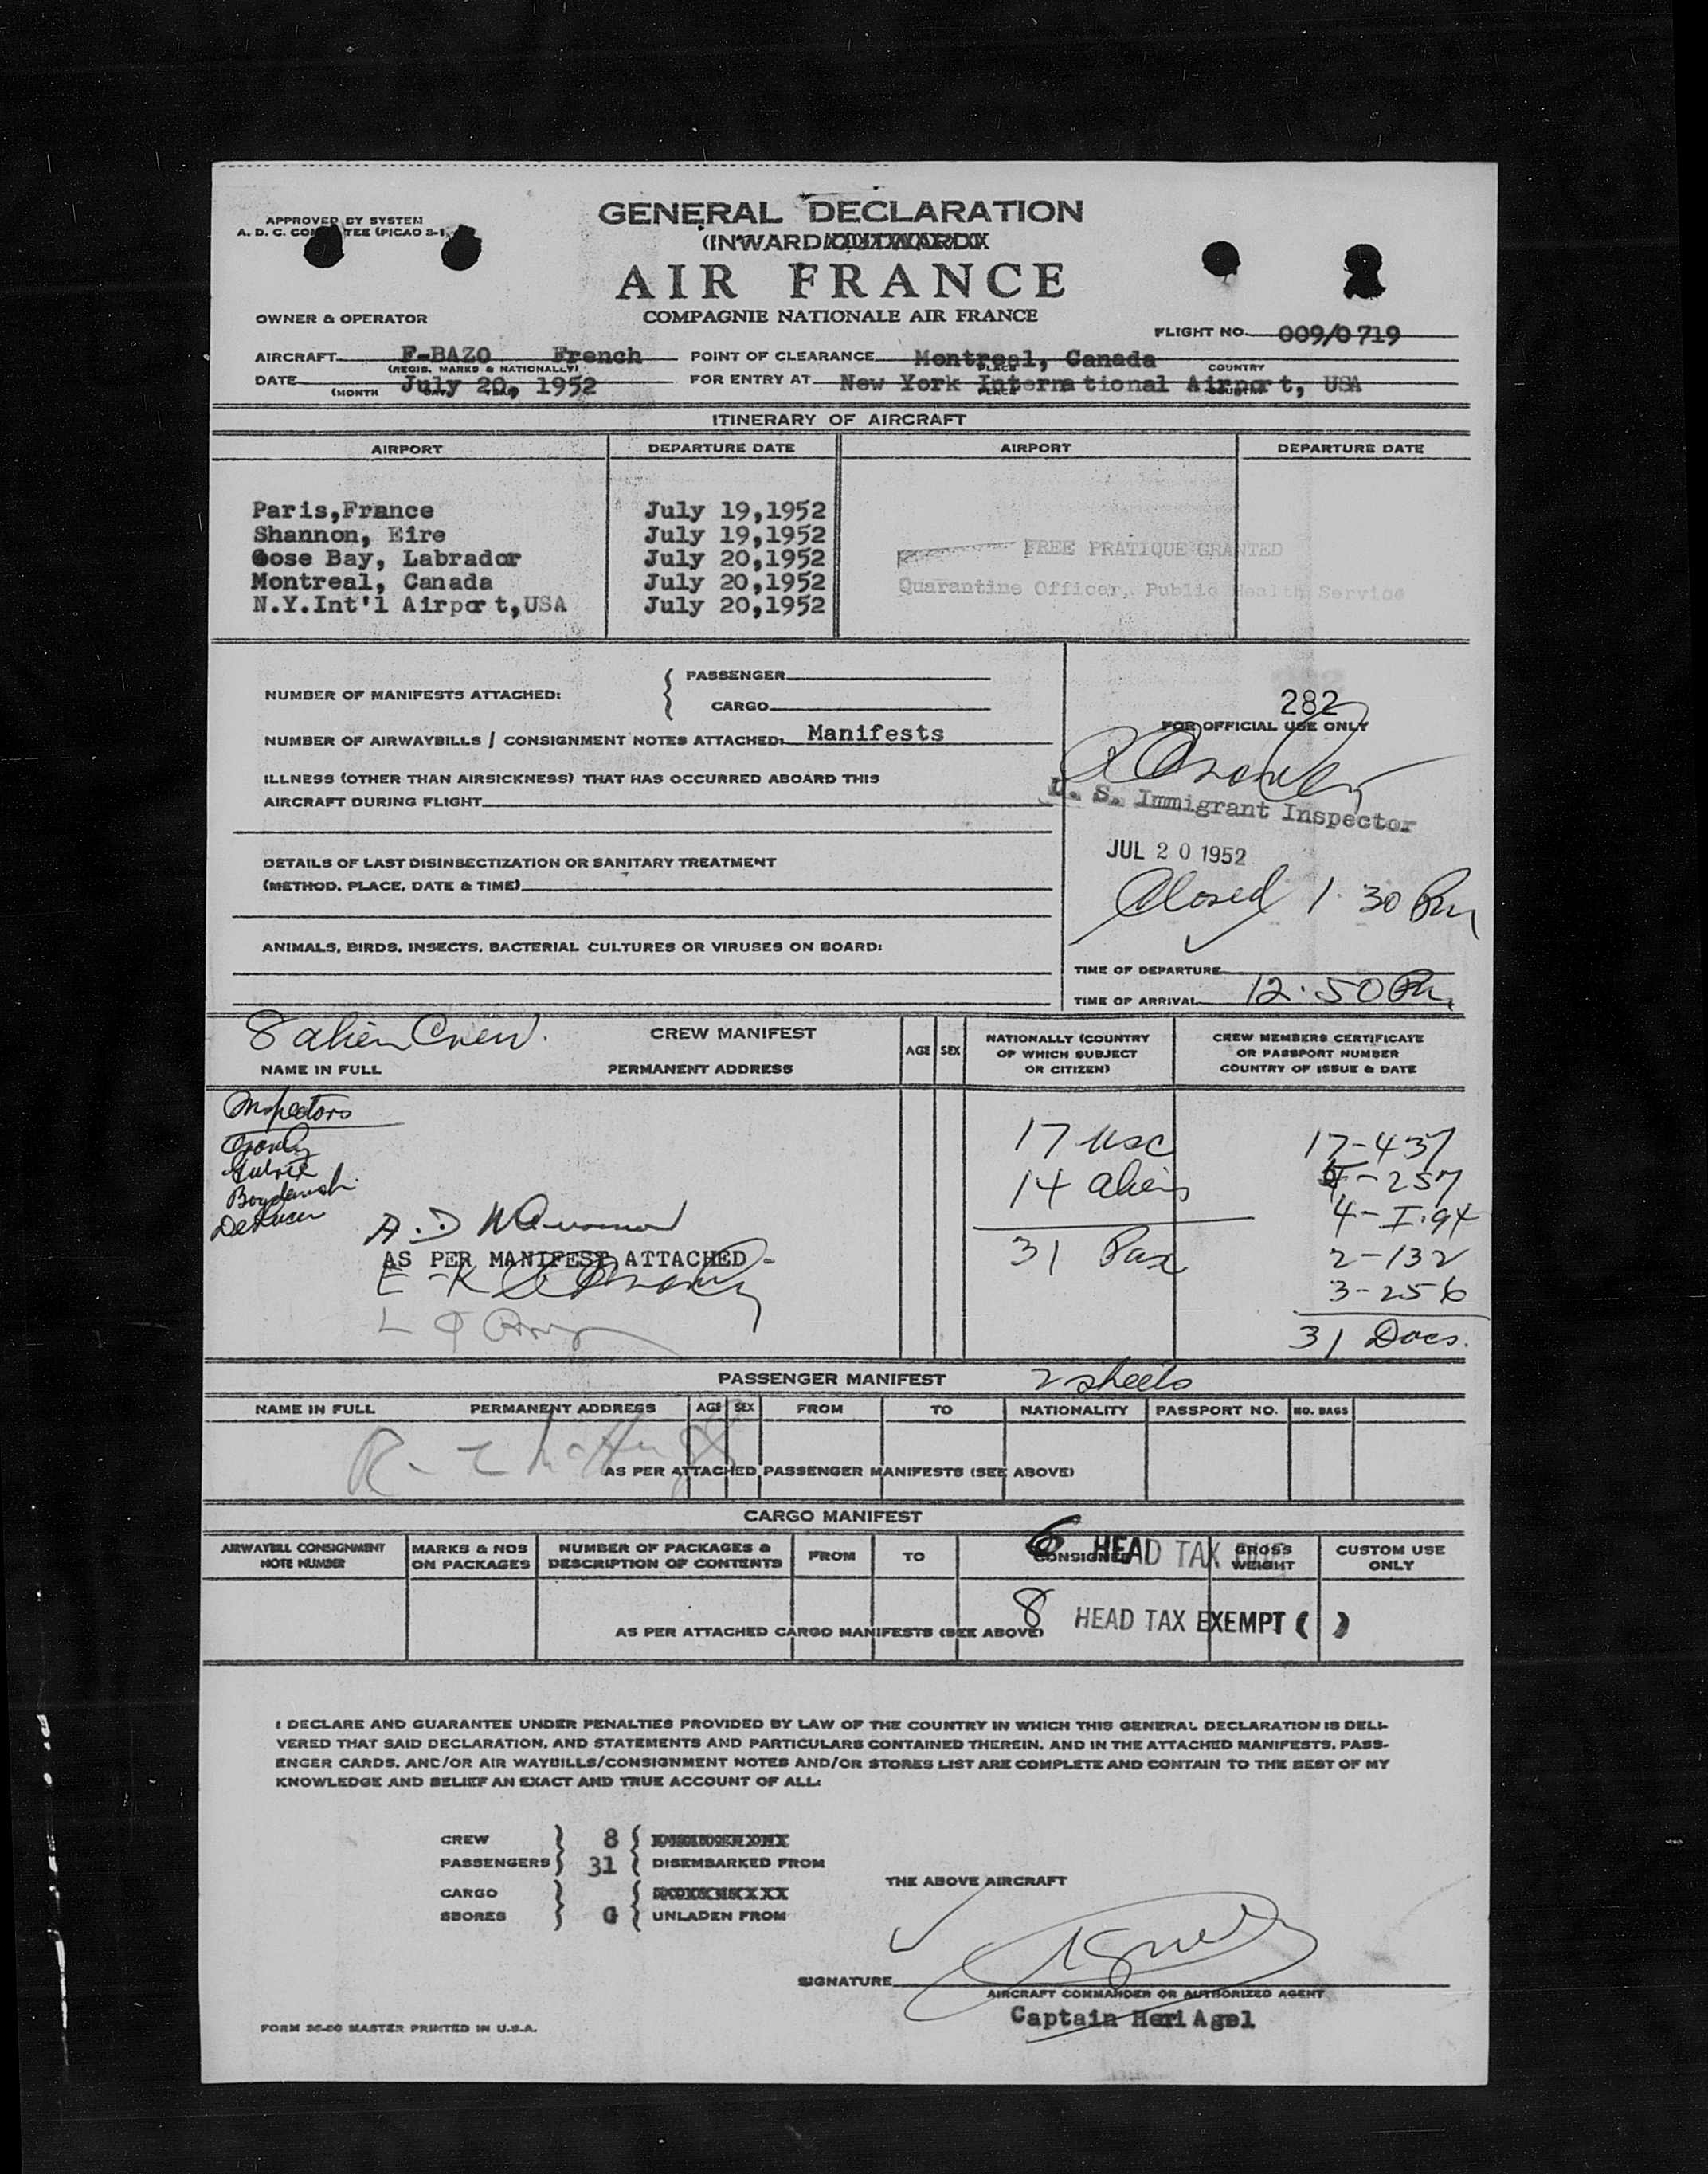 APPROVED BY SYSTEM
GENERAL DECLARATION
(INWARD
AIR FRANCE
COMPAGNIE NATIONALE AIR FRANCE
OWNER & OPERATOR
FLIGHT NO. 009/0719
AIRCRAFT F-BAZO French POINT OF CLEARANCE Montreal, Canada
(REGIS. MARKS & NATIONALLY) PLACE COUNTRY
DATE July 20, 1952 FOR ENTRY AT New York International Airport, USA
(MONTH
ITINERARY OF AIRCRAFT
AIRPORT DEPARTURE DATE AIRPORT DEPARTURE DATE
Paris,France July 19,1952
Shannon, Eire July 19,1952
Gose Bay, Labrador July 20,1952
FREE PRATIQUE GRANTED
Montreal, Canada July 20,1952
Quarantine Officer, Public Health Service
N.Y.Int'l Airport,USA July 20,1952
NUMBER OF MANIFESTS ATTACHED: { PASSENGER
CARGO
282
FOR OFFICIAL USE ONLY
NUMBER OF AIRWAYBILLS / CONSIGNMENT NOTES ATTACHED: Manifests
ILLNESS (OTHER THAN AIRSICKNESS) THAT HAS OCCURRED ABOARD THIS
AIRCRAFT DURING FLIGHT
U. S. Immigrant Inspector
JUL 20 1952
DETAILS OF LAST DISINSECTIZATION OR SANITARY TREATMENT
(METHOD, PLACE, DATE & TIME)
Closed 1.30 Pm
ANIMALS, BIRDS, INSECTS, BACTERIAL CULTURES OR VIRUSES ON BOARD:
TIME OF DEPARTURE
TIME OF ARRIVAL 12.50 Pm
8 alien Crew.
CREW MANIFEST
NAME IN FULL PERMANENT ADDRESS
AGE SEX
NATIONALLY (COUNTRY
OF WHICH SUBJECT
OR CITIZEN)
CREW MEMBERS CERTIFICATE
OR PASSPORT NUMBER
COUNTRY OF ISSUE & DATE
Inspectors
17 usc
14 aliens
31 Pax
17-437
-257
4-I.94
2-132
3-256
31 Docs.
AS PER MANIFEST ATTACHED -
PASSENGER MANIFEST 2 sheets
NAME IN FULL PERMANENT ADDRESS AGE SEX FROM TO NATIONALITY PASSPORT NO. NO. BAGS
AS PER ATTACHED PASSENGER MANIFESTS (SEE ABOVE)
CARGO MANIFEST
6 HEAD TAX
AIRWAYBILL CONSIGNMENT
NOTE NUMBER
MARKS & NOS
ON PACKAGES
NUMBER OF PACKAGES &
DESCRIPTION OF CONTENTS
FROM TO CONSIGNEE
GROSS
WEIGHT
CUSTOM USE
ONLY
8 HEAD TAX EXEMPT ( )
AS PER ATTACHED CARGO MANIFESTS (SEE ABOVE)
I DECLARE AND GUARANTEE UNDER PENALTIES PROVIDED BY LAW OF THE COUNTRY IN WHICH THIS GENERAL DECLARATION IS DELI-
VERED THAT SAID DECLARATION, AND STATEMENTS AND PARTICULARS CONTAINED THEREIN, AND IN THE ATTACHED MANIFESTS, PASS-
ENGER CARDS, ANC/OR AIR WAYBILLS/CONSIGNMENT NOTES AND/OR STORES LIST ARE COMPLETE AND CONTAIN TO THE BEST OF MY
KNOWLEDGE AND BELIEF AN EXACT AND TRUE ACCOUNT OF ALL:
CREW } 8 {
PASSENGERS } 31 { DISEMBARKED FROM
THE ABOVE AIRCRAFT
CARGO } {
SBORES } 0 { UNLADEN FROM
SIGNATURE
AIRCRAFT COMMANDER OR AUTHORIZED AGENT
Captain Heri Agel
FORM 26-50 MASTER PRINTED IN U.S.A.